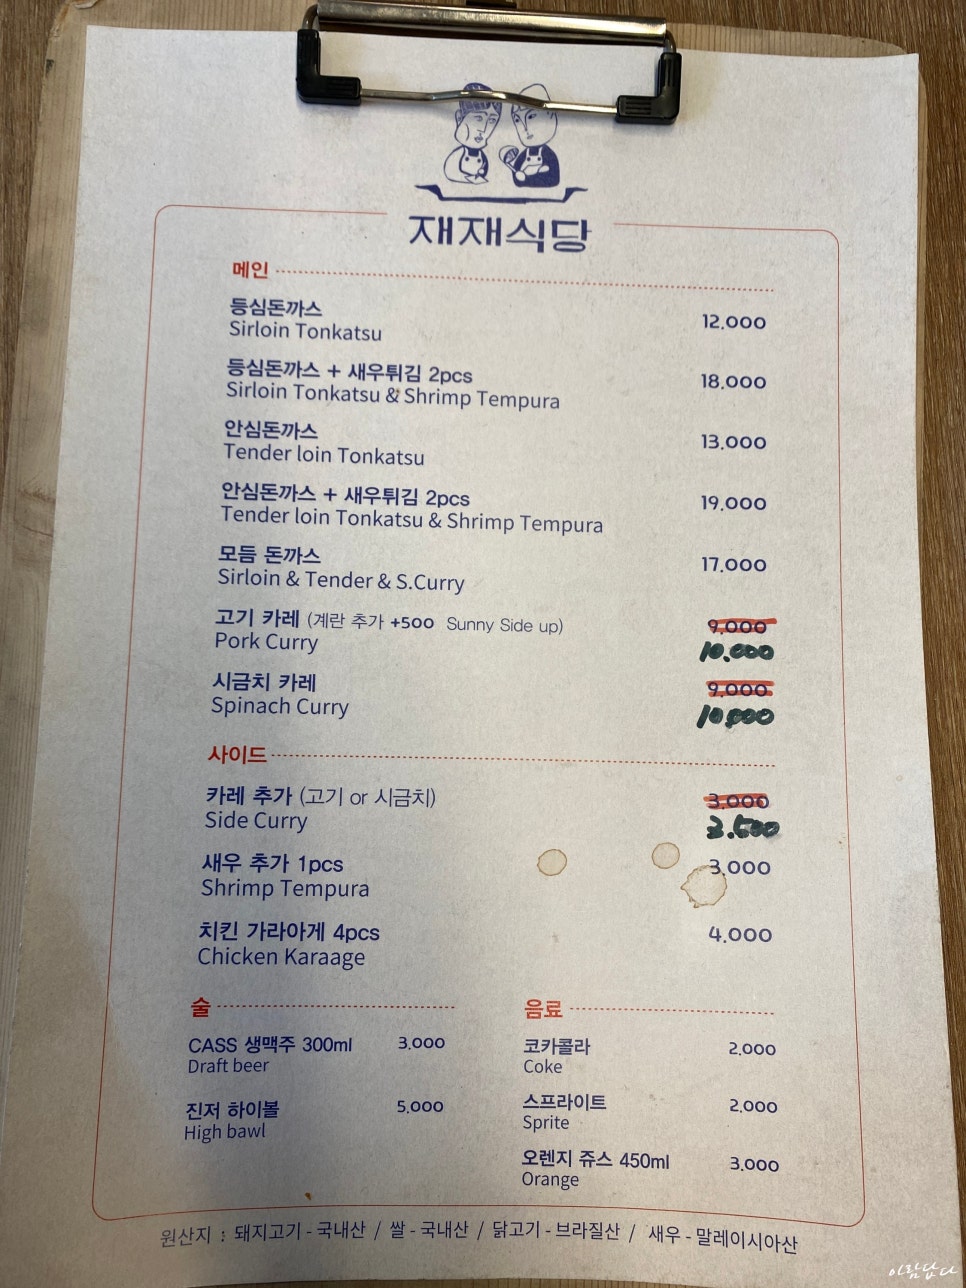 재재식당
메인
등심돈까스 12,000
Sirloin Tonkatsu
등심돈까스 + 새우튀김 2pcs 18,000
Sirloin Tonkatsu & Shrimp Tempura
안심돈까스 13,000
Tender loin Tonkatsu
안심돈까스 + 새우튀김 2pcs 19,000
Tender loin Tonkatsu & Shrimp Tempura
모듬 돈까스 17,000
Sirloin & Tender & S.Curry
고기 카레 (계란 추가 +500 Sunny Side up) 9,000
Pork Curry 10,000
시금치 카레 9,000
Spinach Curry 10,000
사이드
카레 추가 (고기 or 시금치) 3,000
Side Curry 3.500
새우 추가 1pcs 3,000
Shrimp Tempura
치킨 가라아게 4pcs 4,000
Chicken Karaage
술
CASS 생맥주 300ml 3,000
Draft beer
진저 하이볼 5,000
High bawl
음료
코카콜라 2,000
Coke
스프라이트 2,000
Sprite
오렌지 쥬스 450ml 3,000
Orange
원산지 : 돼지고기 - 국내산 / 쌀 - 국내산 / 닭고기 - 브라질산 / 새우 - 말레이시아산
이람답다